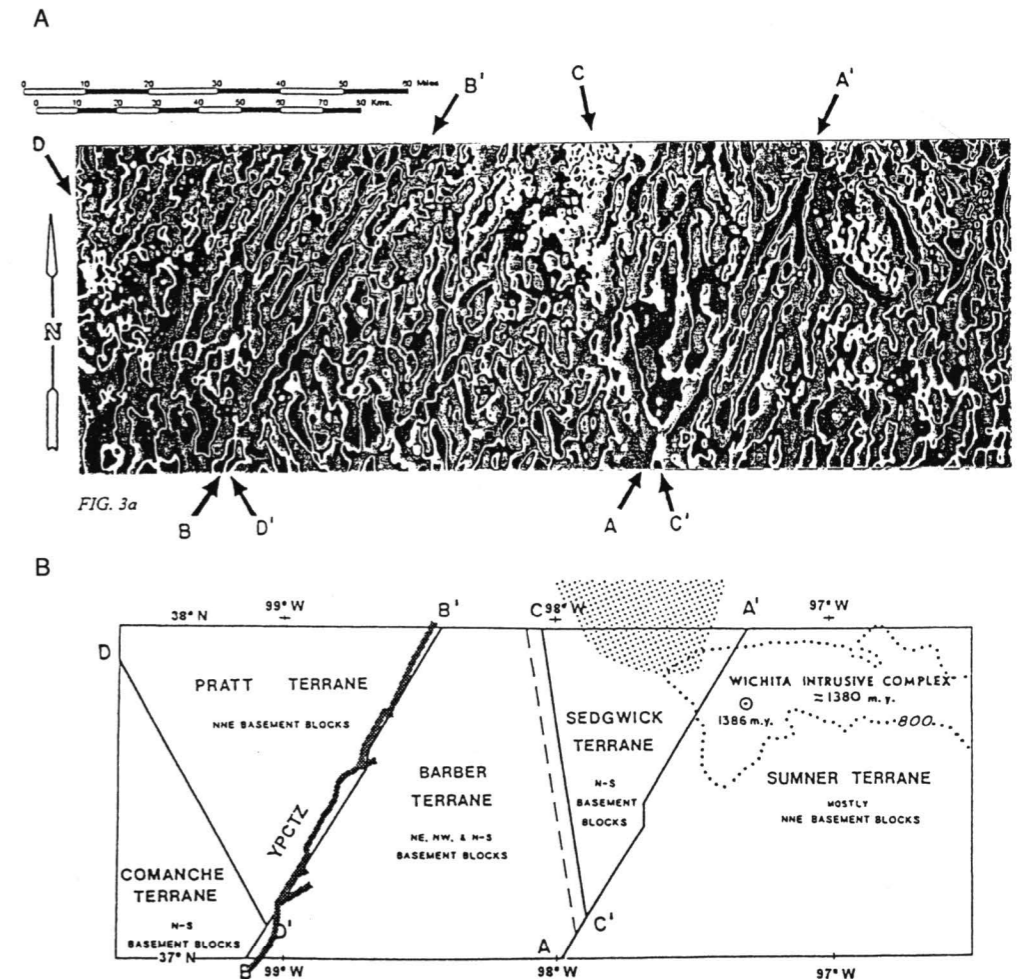 A
0 10 20 30 40 50 60 Miles
0 10 20 30 40 50 60 70 Kms.
D B' C A'
N
FIG. 3a
B D' A C'
B
38° N 99° W B' C 98° W A' 97° W
D
PRATT TERRANE
NNE BASEMENT BLOCKS
WICHITA INTRUSIVE COMPLEX
≈1380 m.y.
1386 m.y.
800
SEDGWICK
TERRANE
N-S
BASEMENT
BLOCKS
BARBER
TERRANE
NE, NW, & N-S
BASEMENT BLOCKS
SUMNER TERRANE
MOSTLY
NNE BASEMENT BLOCKS
YPCTZ
COMANCHE
TERRANE
N-S
BASEMENT BLOCKS
D' C'
37° N A
B 99° W 98° W 97° W